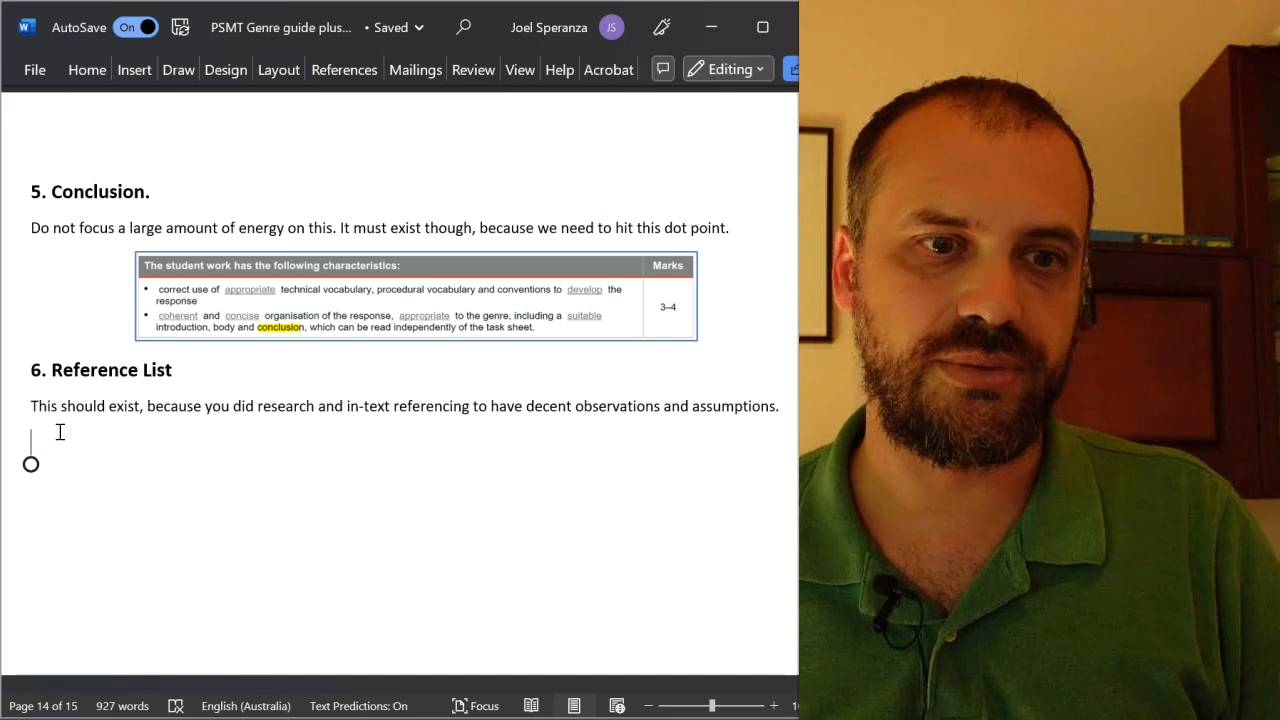 AutoSave On PSMT Genre guide plus... • Saved Joel Speranza JS
File Home Insert Draw Design Layout References Mailings Review View Help Acrobat Editing
5. Conclusion.
Do not focus a large amount of energy on this. It must exist though, because we need to hit this dot point.
The student work has the following characteristics: Marks
• correct use of appropriate technical vocabulary, procedural vocabulary and conventions to develop the
response
3–4
• coherent and concise organisation of the response, appropriate to the genre, including a suitable
introduction, body and conclusion, which can be read independently of the task sheet.
6. Reference List
This should exist, because you did research and in-text referencing to have decent observations and assumptions.
Page 14 of 15 927 words English (Australia) Text Predictions: On Focus